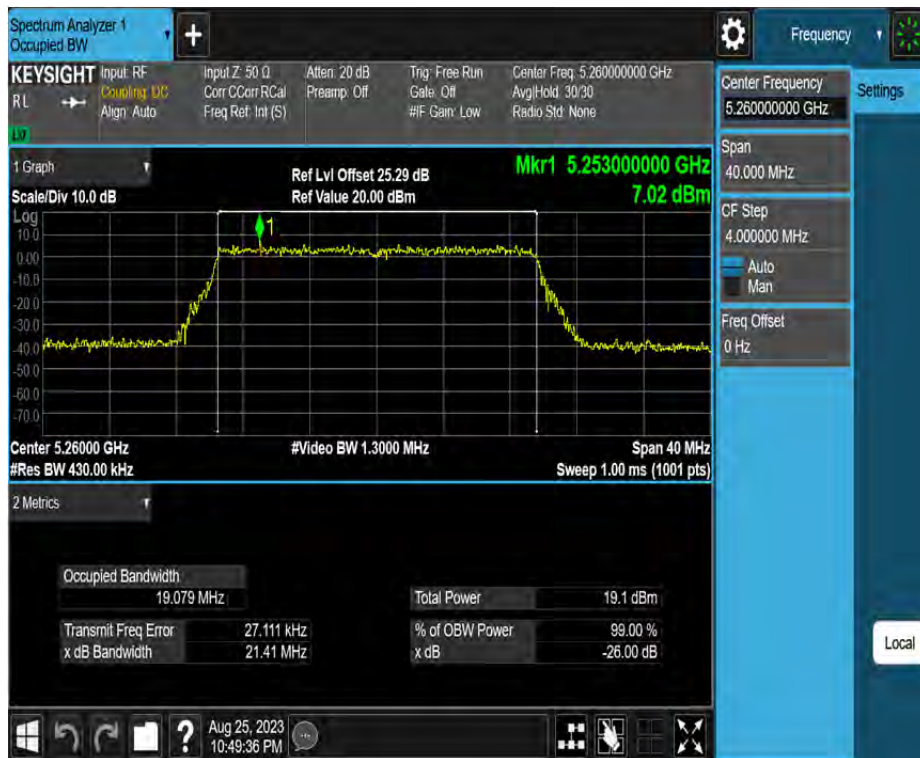 Spectrum Analyzer 1
Occupied BW
Frequency
KEYSIGHT
RL
Input: RF
Coupling: DC
Align: Auto
Input Z: 50 Ω
Corr CCorr RCal
Freq Ref: Int (S)
Atten: 20 dB
Preamp: Off
Trig: Free Run
Gate: Off
#IF Gain: Low
Center Freq: 5.260000000 GHz
Avg|Hold: 30/30
Radio Std: None
Center Frequency
5.260000000 GHz
Settings
Span
40.000 MHz
CF Step
4.000000 MHz
Auto
Man
Freq Offset
0 Hz
1 Graph
Scale/Div 10.0 dB
Ref Lvl Offset 25.29 dB
Ref Value 20.00 dBm
Mkr1 5.253000000 GHz
7.02 dBm
Log
10.0
0.00
-10.0
-20.0
-30.0
-40.0
-50.0
-60.0
-70.0
1
Center 5.26000 GHz
#Res BW 430.00 kHz
#Video BW 1.3000 MHz
Span 40 MHz
Sweep 1.00 ms (1001 pts)
2 Metrics
Occupied Bandwidth
19.079 MHz
Total Power 19.1 dBm
Transmit Freq Error 27.111 kHz
% of OBW Power 99.00 %
x dB Bandwidth 21.41 MHz
x dB -26.00 dB
Local
Aug 25, 2023
10:49:36 PM